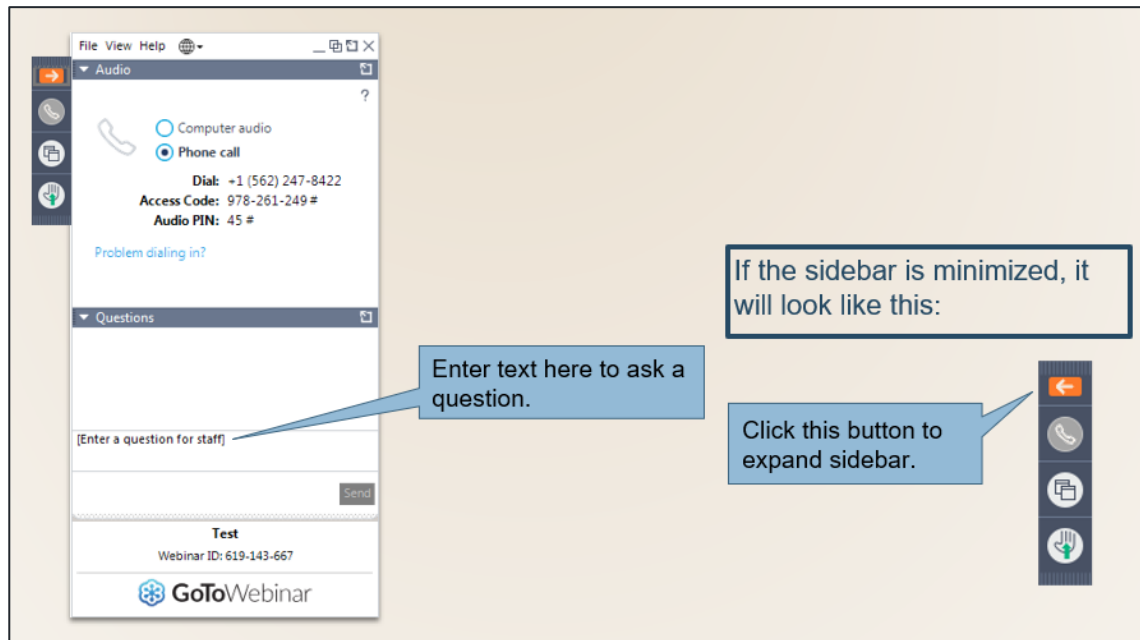 File View Help
Audio
?
Computer audio
Phone call
Dial: +1 (562) 247-8422
Access Code: 978-261-249 #
Audio PIN: 45 #
Problem dialing in?
Questions
[Enter a question for staff]
Send
Test
Webinar ID: 619-143-667
GoToWebinar
Enter text here to ask a
question.
If the sidebar is minimized, it
will look like this:
Click this button to
expand sidebar.